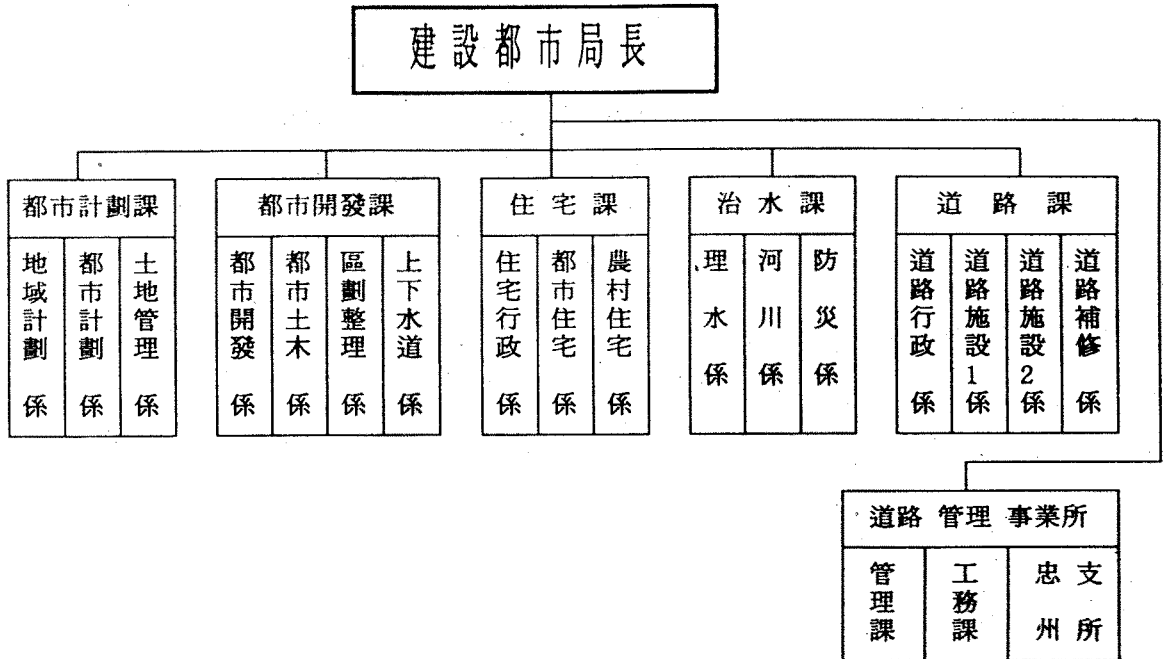 建設都市局長
都市計劃課
地域計劃係
都市計劃係
土地管理係
都市開發課
都市開發係
都市土木係
區劃整理係
上下水道係
住宅課
住宅行政係
都市住宅係
農村住宅係
治水課
理水係
河川係
防災係
道路課
道路行政係
道路施設1係
道路施設2係
道路補修係
道路 管理 事業所
管理課
工務課
忠州
支所